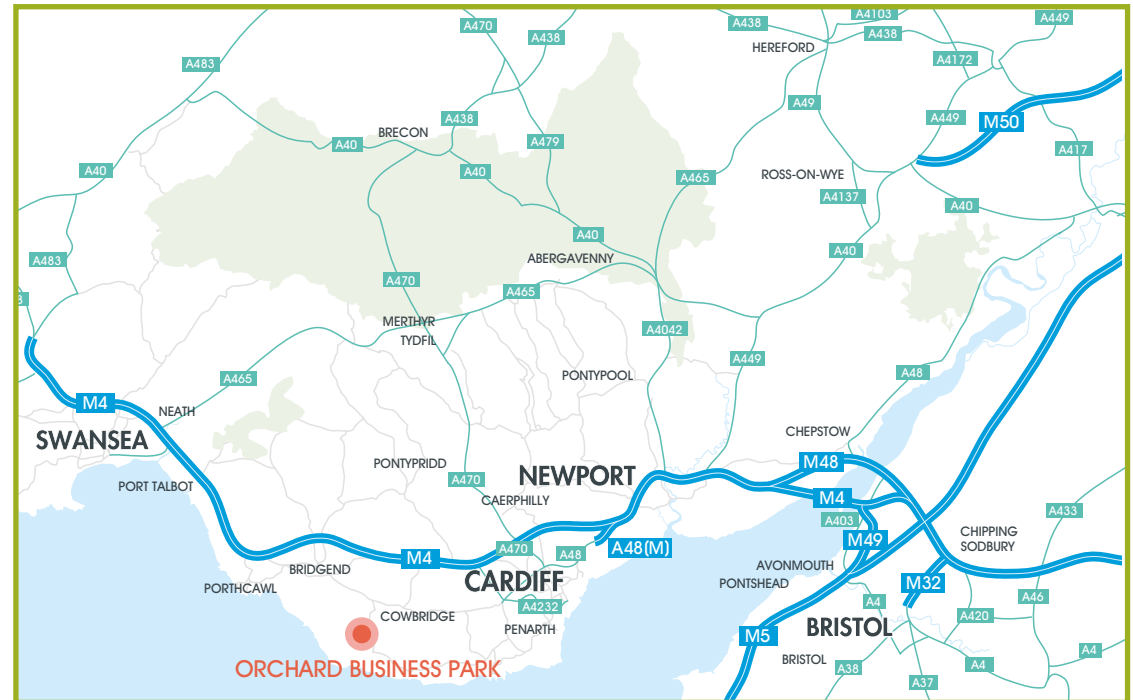 A470
A438
A438
A4103
A438
A449
HEREFORD
A4172
A483
A49
M50
A449
A438
BRECON
A40
A479
A417
A40
A40
A465
ROSS-ON-WYE
A4137
A40
A40
A40
ABERGAVENNY
A483
A470
A465
MERTHYR
TYDFIL
A4042
A449
PONTYPOOL
A465
A48
M4
NEATH
SWANSEA
CHEPSTOW
PORT TALBOT
PONTYPRIDD
A470
NEWPORT
CAERPHILLY
M48
M4
A403
A433
M49
CHIPPING
SODBURY
A470
A48
A48(M)
M4
BRIDGEND
AVONMOUTH
PONTSHEAD
M32
PORTHCAWL
CARDIFF
A4232
A4
A46
COWBRIDGE
PENARTH
A420
M5
BRISTOL
BRISTOL
A38
A4
A4
A37
ORCHARD BUSINESS PARK